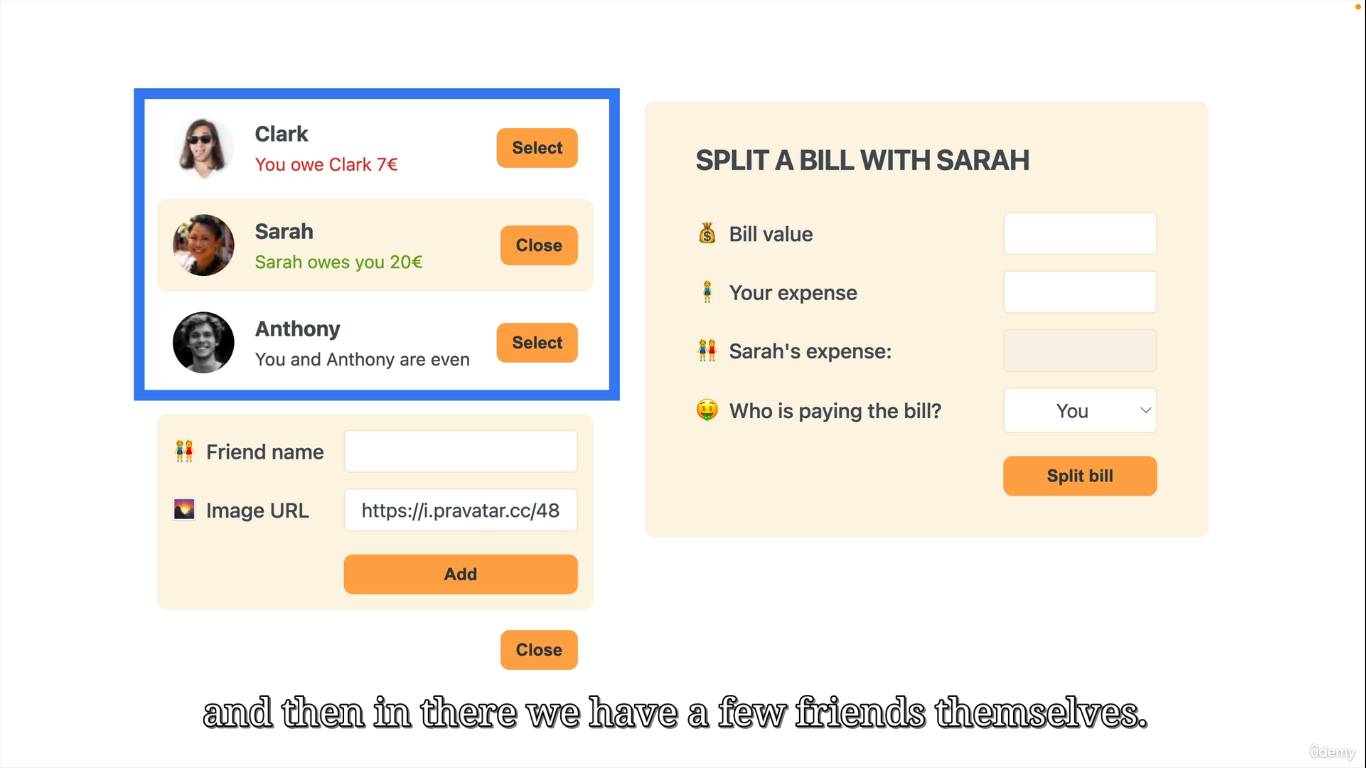 Clark
You owe Clark 7€
Select
Sarah
Sarah owes you 20€
Close
Anthony
You and Anthony are even
Select
Friend name
Image URL
https://i.pravatar.cc/48
Add
Close
SPLIT A BILL WITH SARAH
Bill value
Your expense
Sarah's expense:
Who is paying the bill?
You
Split bill
and then in there we have a few friends themselves.
ûdemy